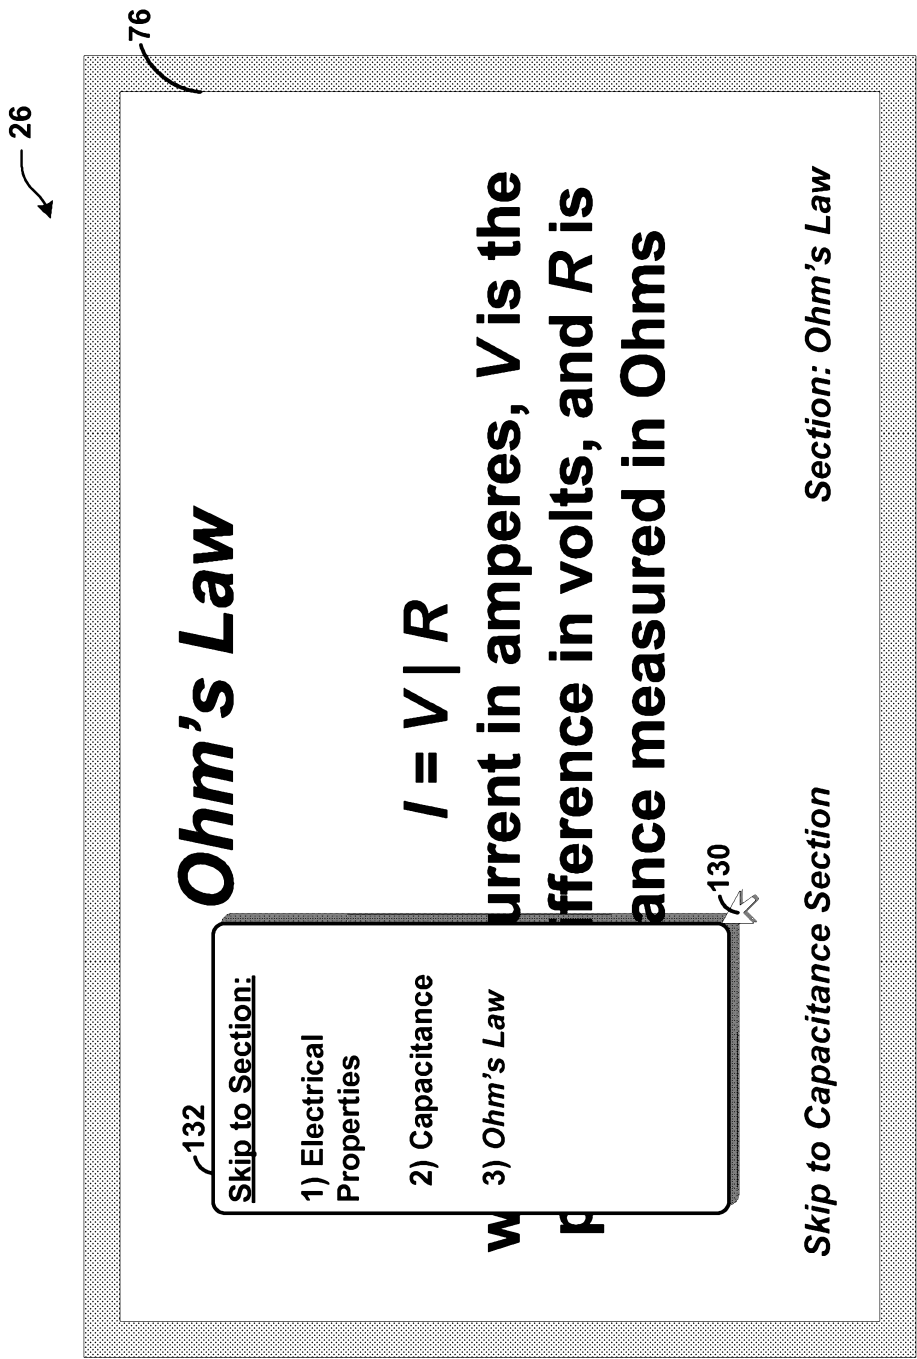 26
76
Ohm's Law
I = V | R
132
Skip to Section:
1) Electrical
Properties
2) Capacitance
3) Ohm's Law
urrent in amperes, V is the
ifference in volts, and R is
ance measured in Ohms
130
Skip to Capacitance Section
Section: Ohm's Law